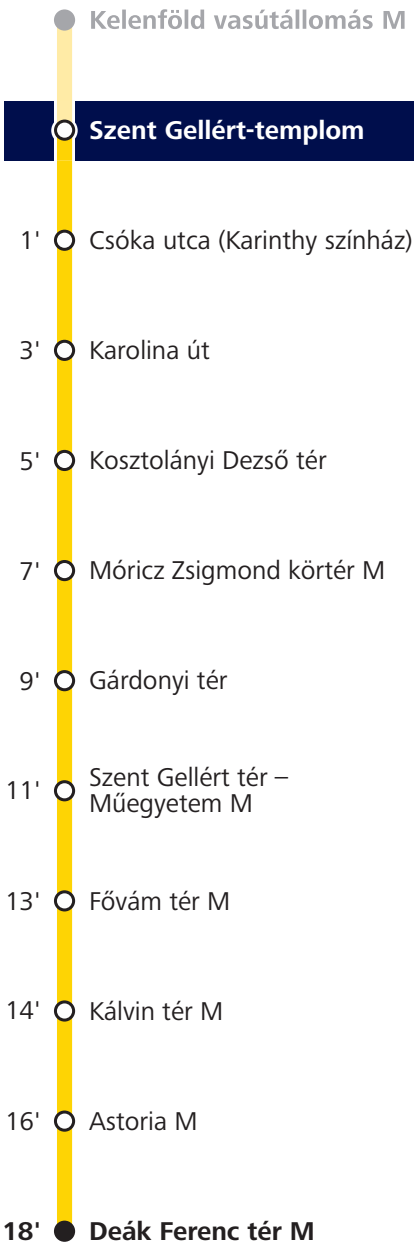 Kelenföld vasútállomás M
Szent Gellért-templom
1' Csóka utca (Karinthy színház)
3' Karolina út
5' Kosztolányi Dezső tér
7' Móricz Zsigmond körtér M
9' Gárdonyi tér
11' Szent Gellért tér –
Műegyetem M
13' Fővám tér M
14' Kálvin tér M
16' Astoria M
18' Deák Ferenc tér M